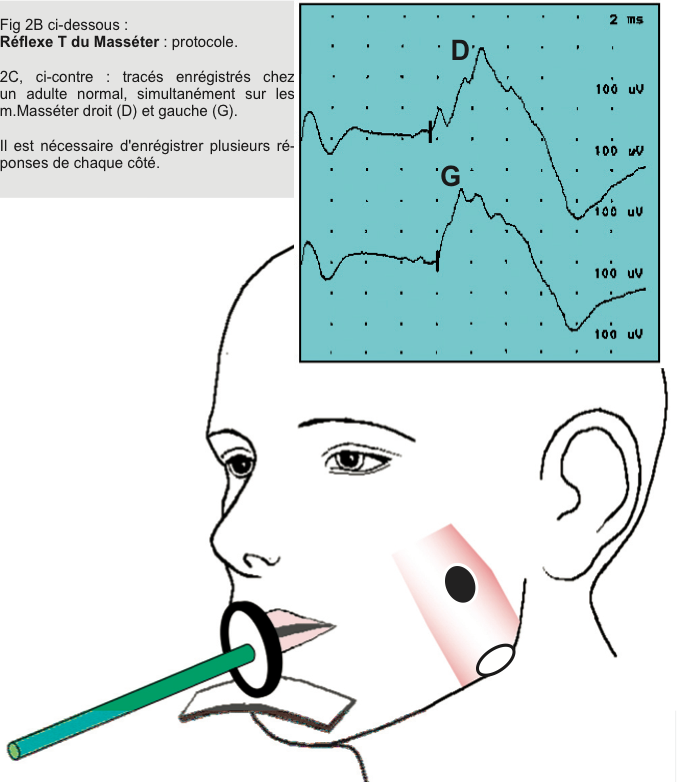 Fig 2B ci-dessous :
Réflexe T du Masséter : protocole.
2C, ci-contre : tracés enrégistrés chez
un adulte normal, simultanément sur les
m.Masséter droit (D) et gauche (G).
Il est nécessaire d'enrégistrer plusieurs ré-
ponses de chaque côté.
2 ms
D
100 uV
100 uV
G
100 uV
100 uV
100 uV